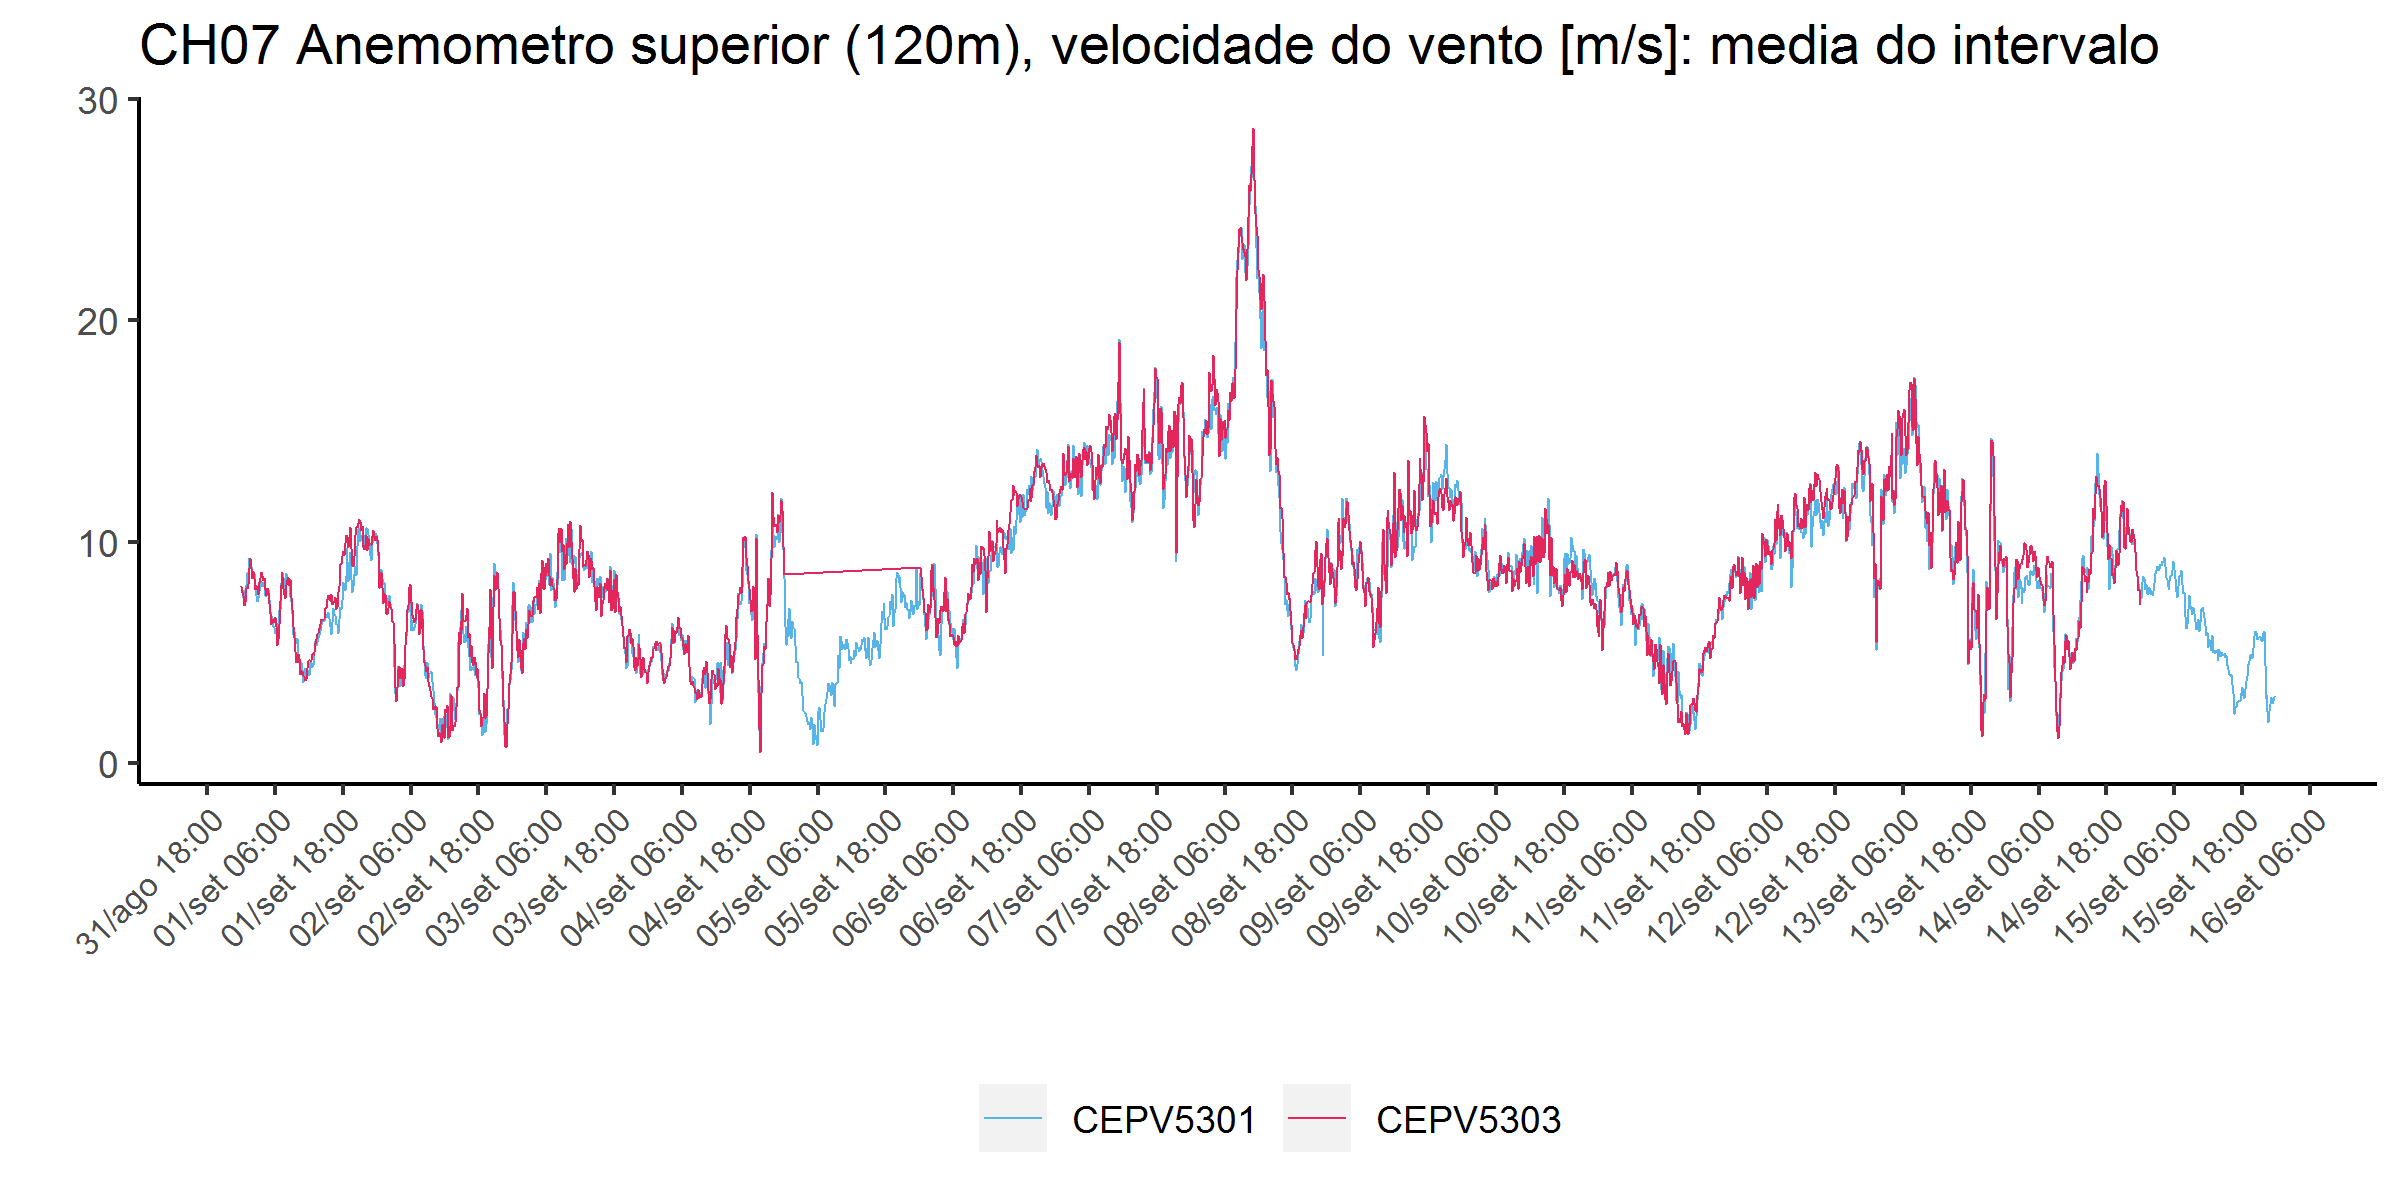 CH07 Anemometro superior (120m), velocidade do vento [m/s]: media do intervalo
30
20
10
0
31/ago 18:00
01/set 06:00
01/set 18:00
02/set 06:00
02/set 18:00
03/set 06:00
03/set 18:00
04/set 06:00
04/set 18:00
05/set 06:00
05/set 18:00
06/set 06:00
06/set 18:00
07/set 06:00
07/set 18:00
08/set 06:00
08/set 18:00
09/set 06:00
09/set 18:00
10/set 06:00
10/set 18:00
11/set 06:00
11/set 18:00
12/set 06:00
12/set 18:00
13/set 06:00
13/set 18:00
14/set 06:00
14/set 18:00
15/set 06:00
15/set 18:00
16/set 06:00
CEPV5301
CEPV5303